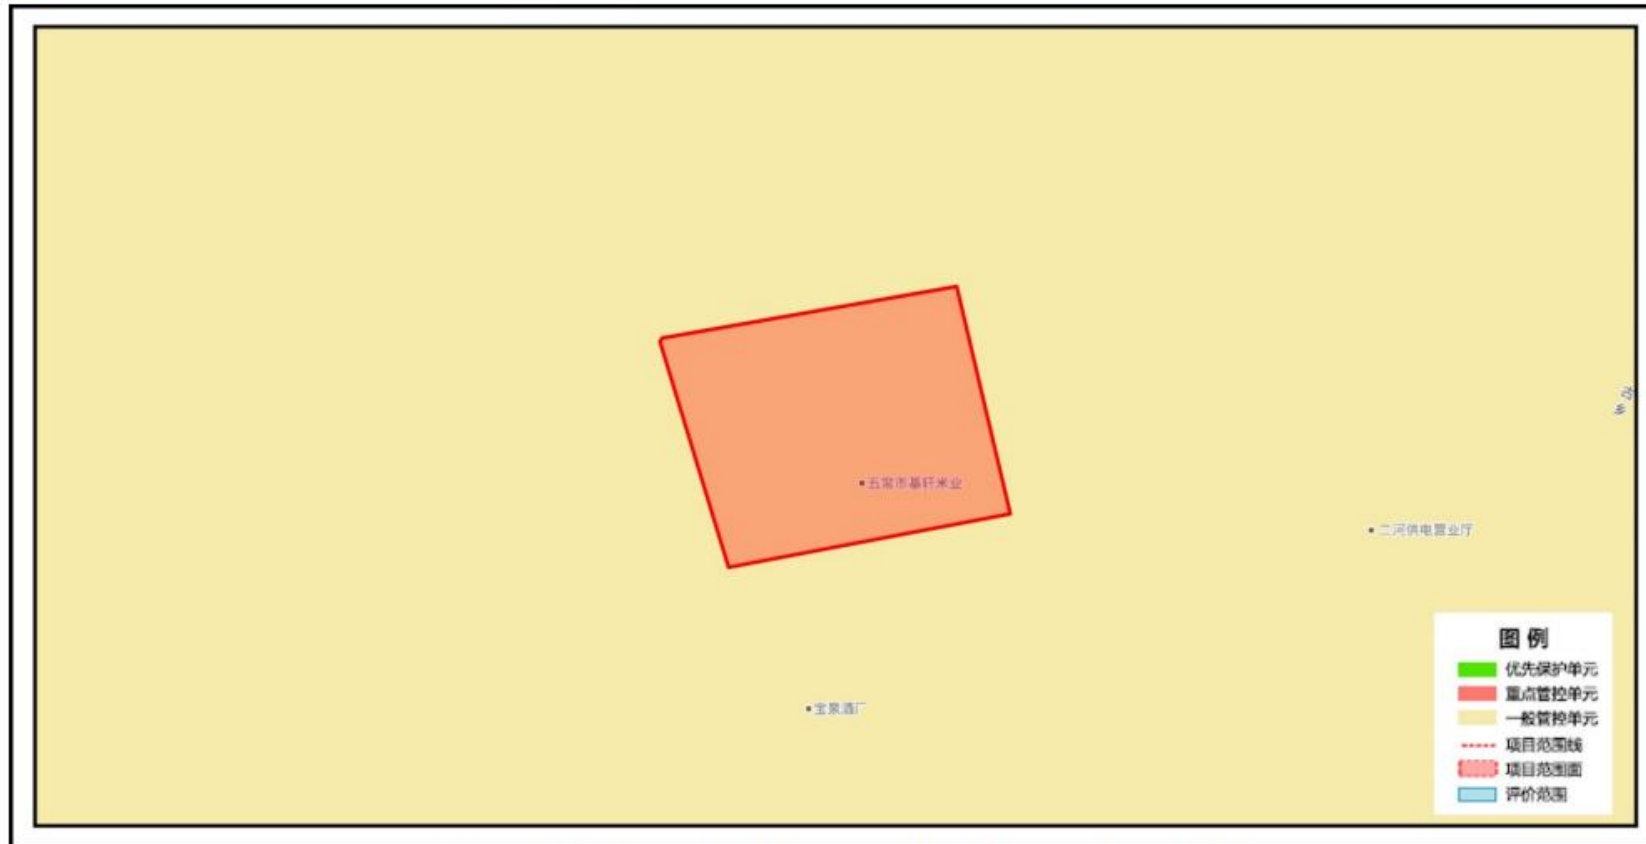 五常市基轩米业
二河供电营业厅
宝泉酒厂
图例
优先保护单元
重点管控单元
一般管控单元
项目范围线
项目范围面
评价范围